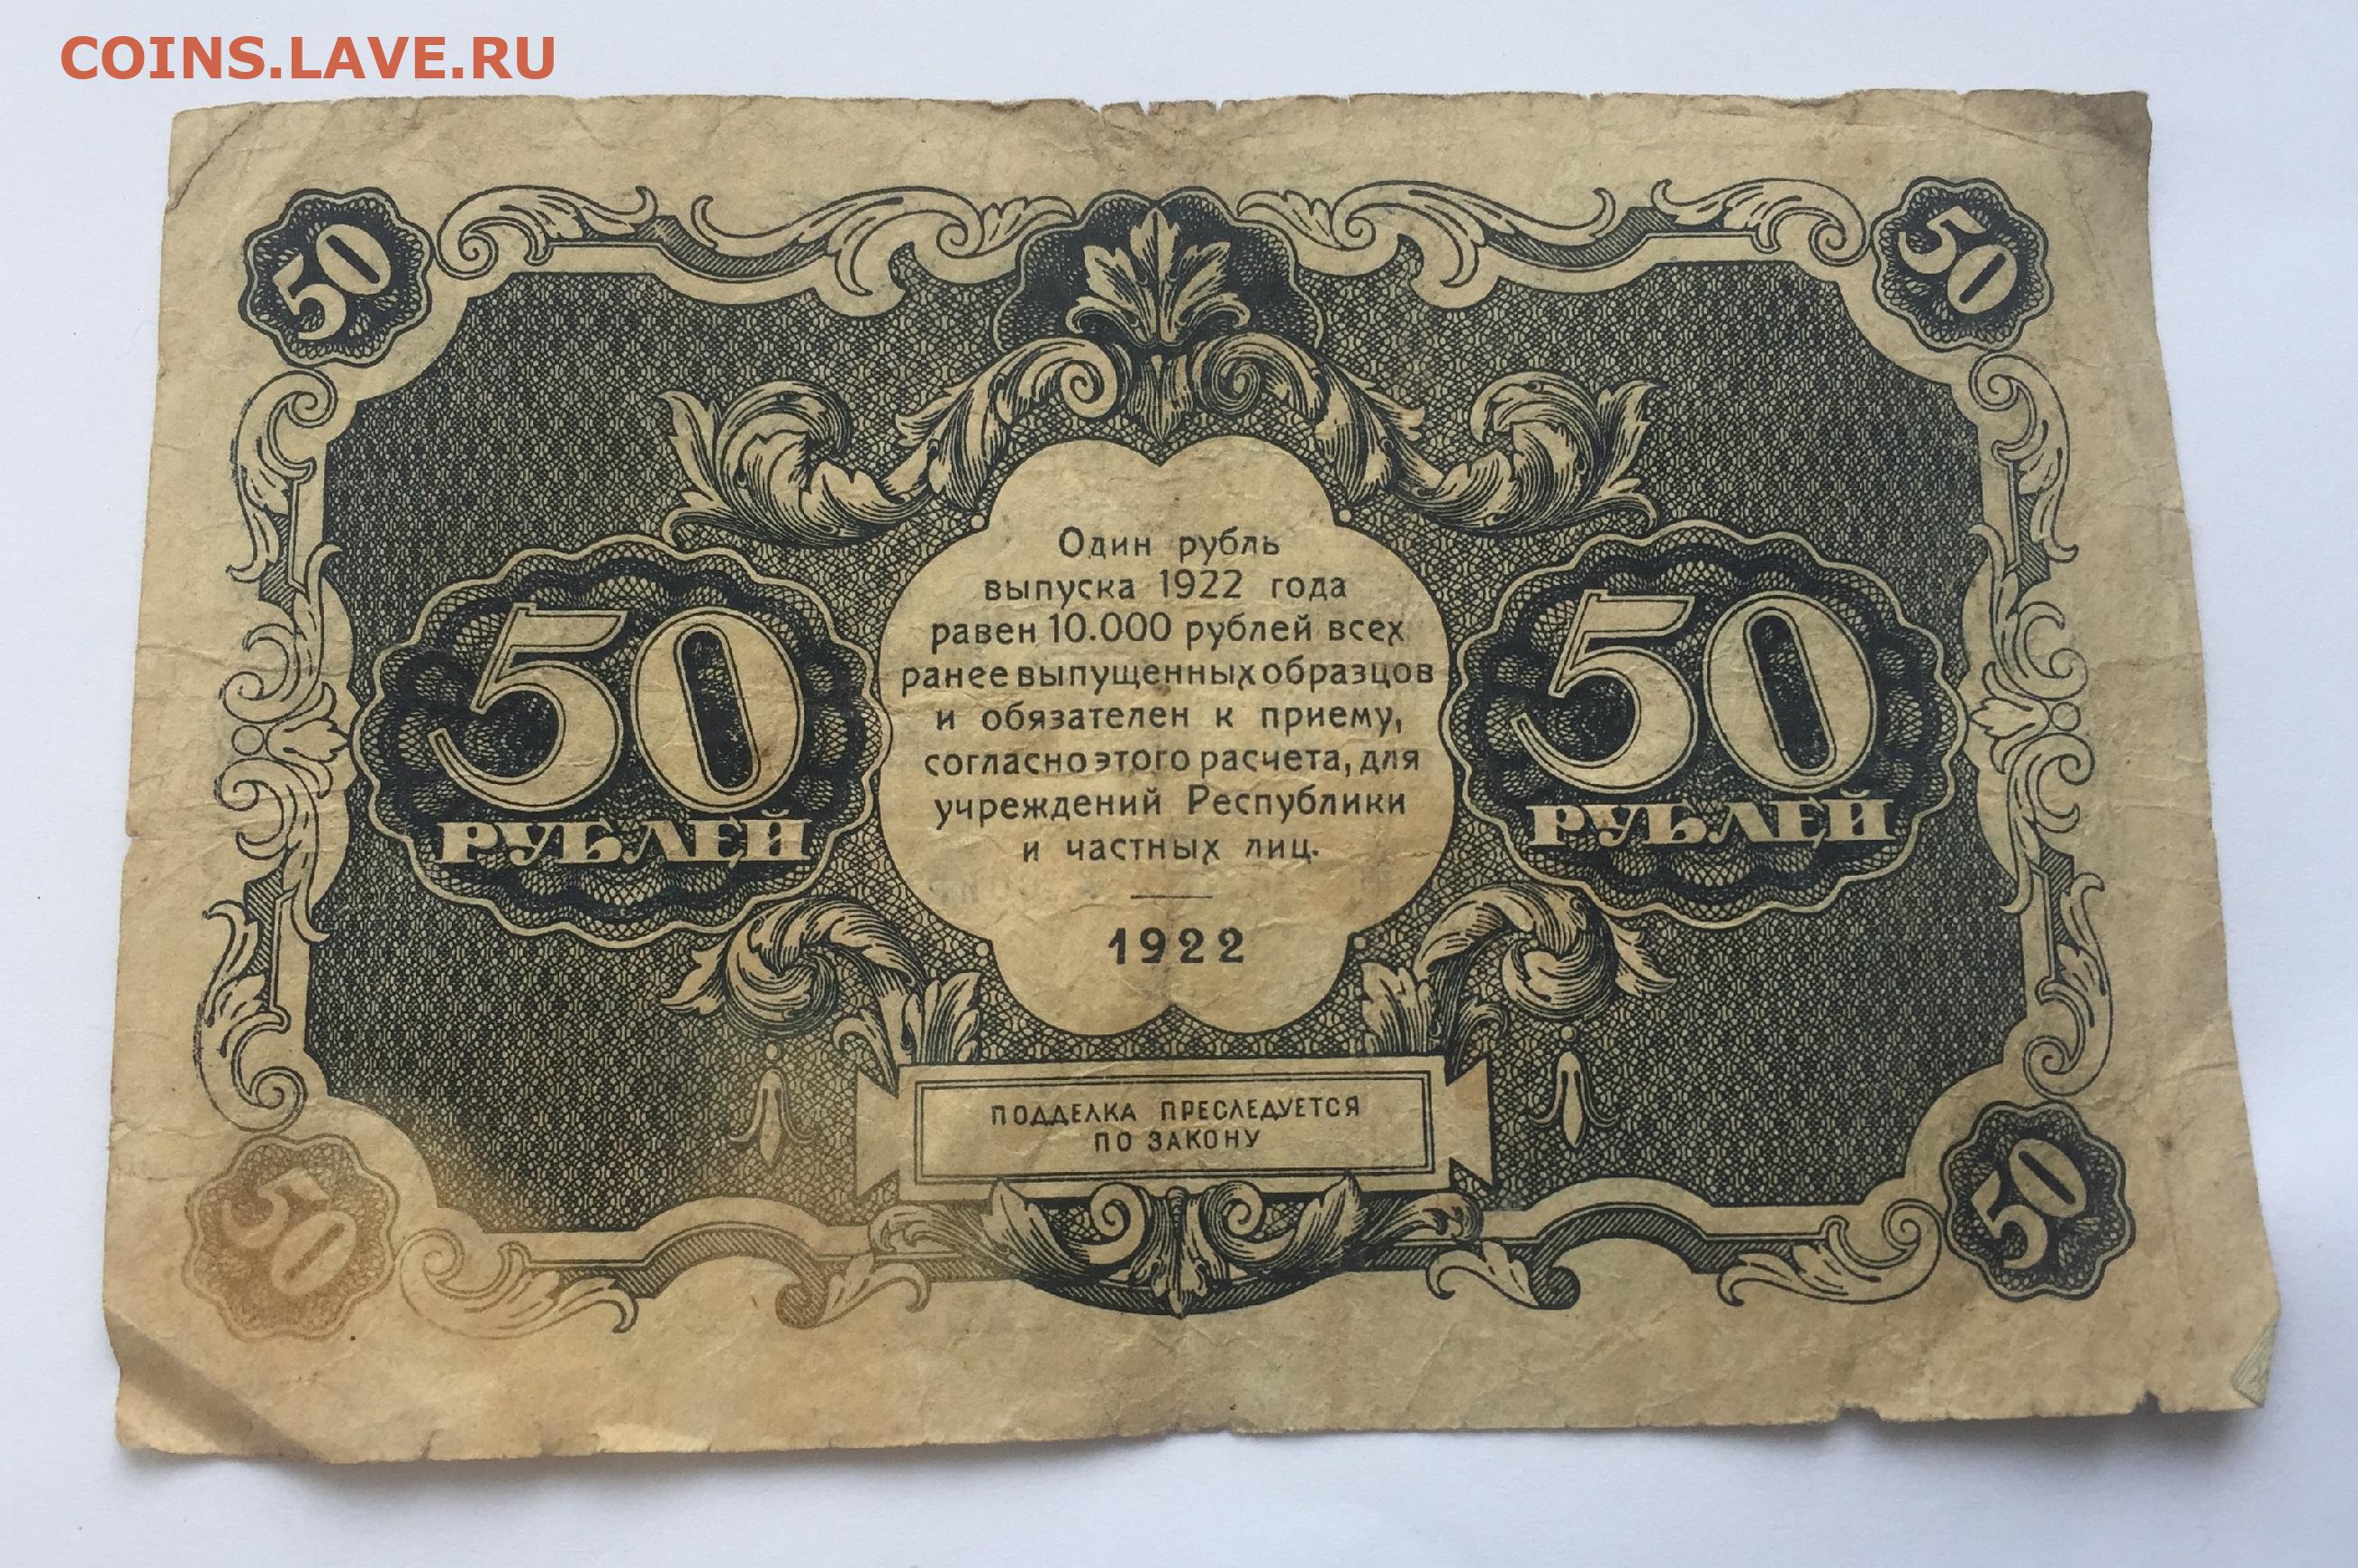 COINS.LAVE.RU
50
50
Один рубль
выпуска 1922 года
равен 10.000 рублей всех
ранее выпущенных образцов
и обязателен к приему,
согласно этого расчета, для
учреждений Республики
и частных лиц.
1922
50
РУБЛЕЙ
50
РУБЛЕЙ
ПОДДЕЛКА ПРЕСЛЕДУЕТСЯ
ПО ЗАКОНУ
50
50